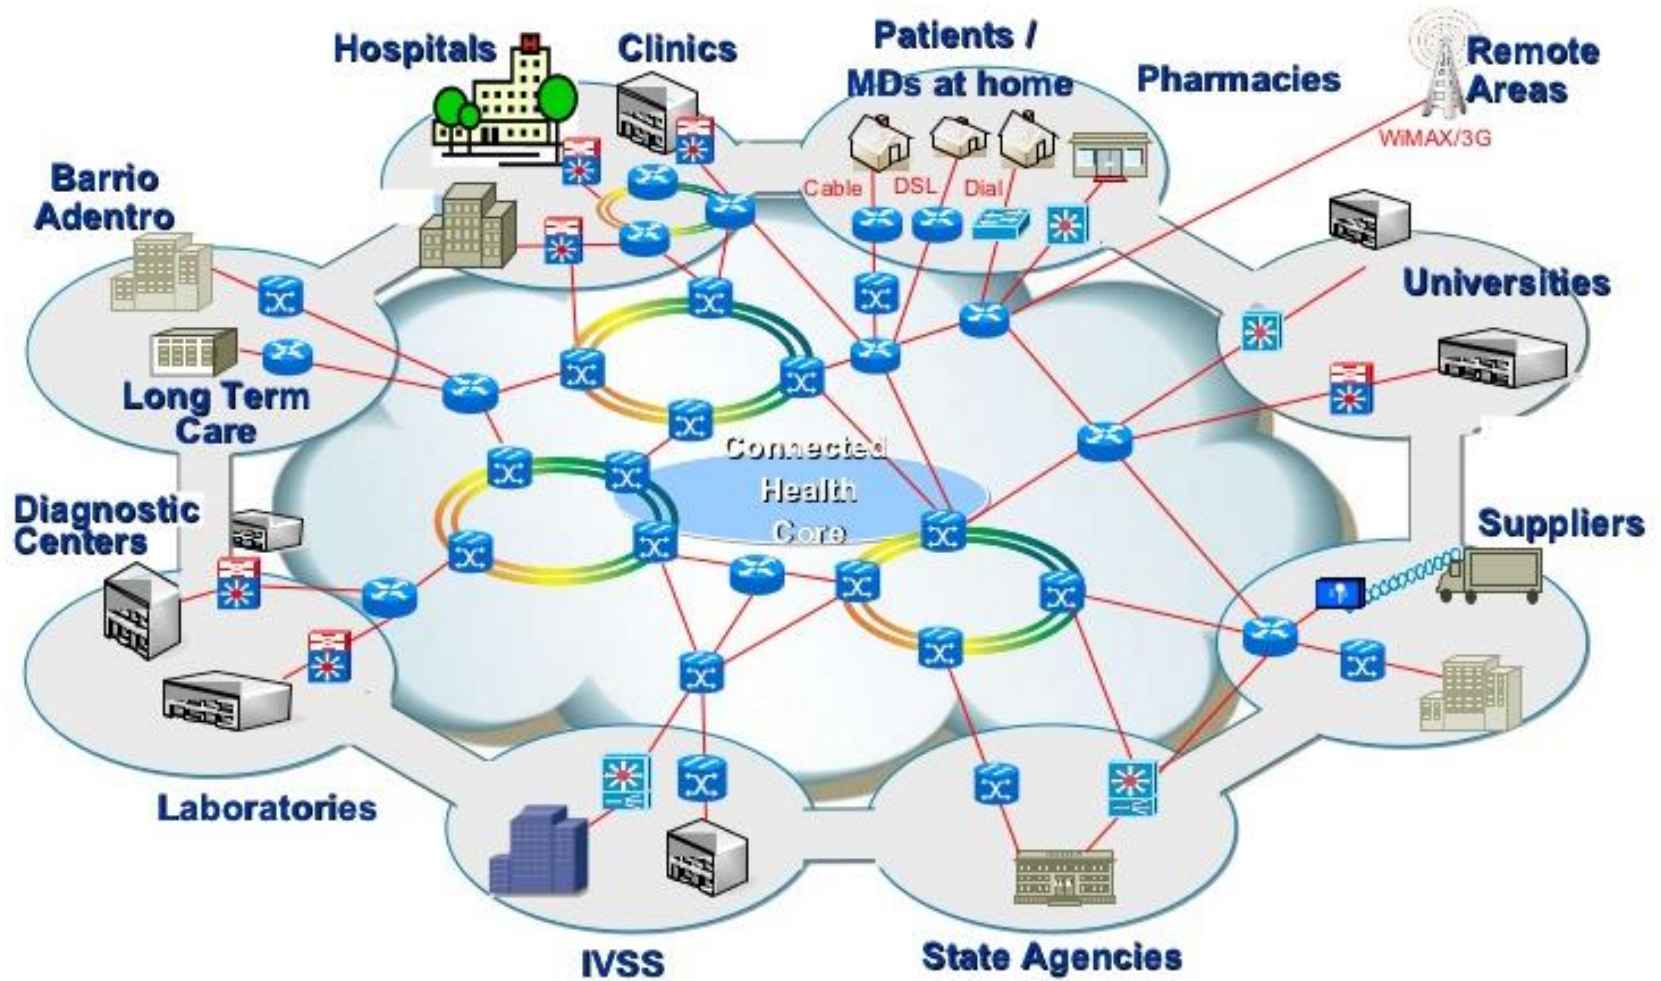 Hospitals
Clinics
Patients /
MDs at home
Pharmacies
Remote
Areas
WiMAX/3G
Cable
DSL
Dial
Barrio
Adentro
Long Term
Care
Universities
Connected
Health
Core
Diagnostic
Centers
Suppliers
Laboratories
IVSS
State Agencies
H